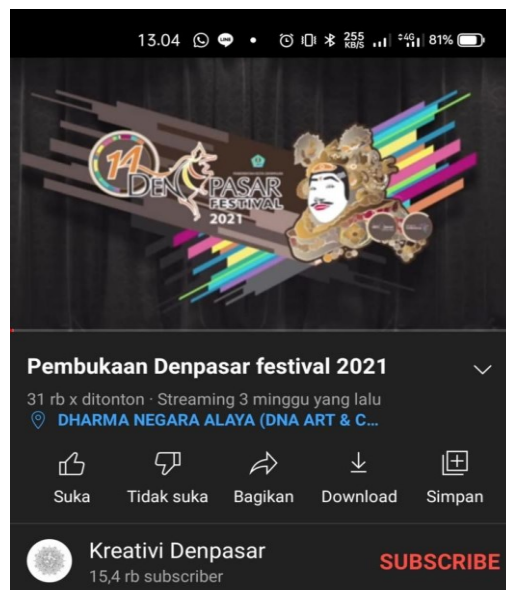 13.04 LINE 255 KB/S 4G 81%
14
DENPASAR
FESTIVAL
2021
Pembukaan Denpasar festival 2021
31 rb x ditonton · Streaming 3 minggu yang lalu
DHARMA NEGARA ALAYA (DNA ART & C...
Suka Tidak suka Bagikan Download Simpan
Kreativi Denpasar SUBSCRIBE
15,4 rb subscriber